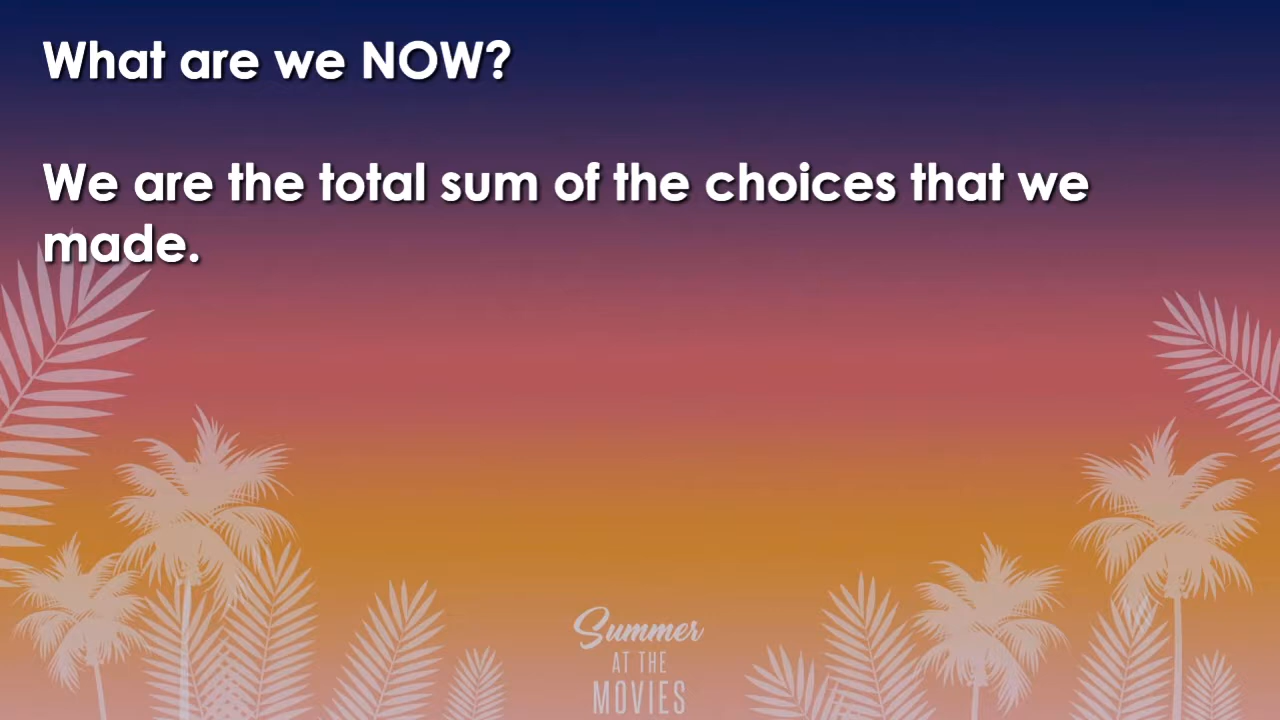 What are we NOW?
We are the total sum of the choices that we
made.
Summer
AT THE
MOVIES